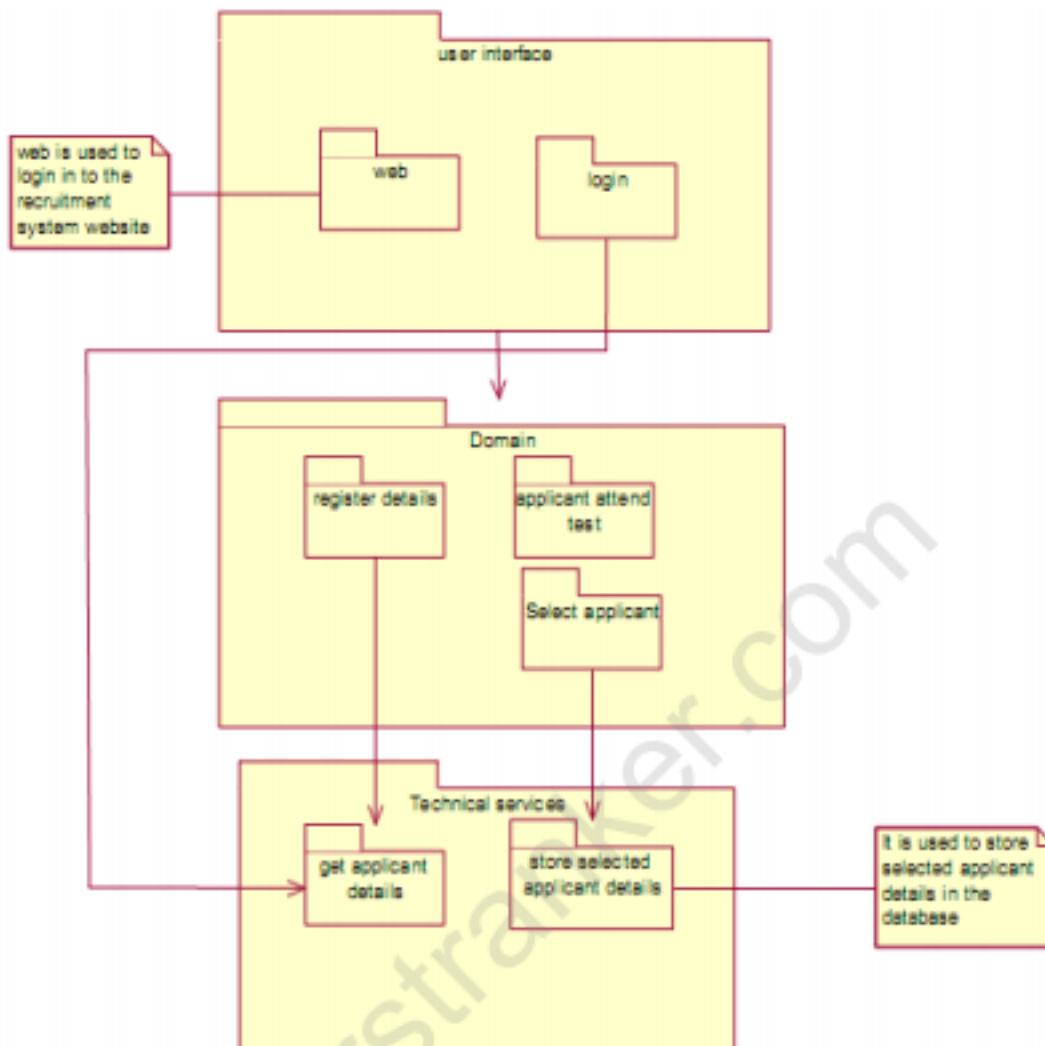 user interface
web is used to
login in to the
recruitment
system website
web
login
Domain
register details
applicant attend
test
Select applicant
Technical services
get applicant
details
store selected
applicant details
It is used to store
selected applicant
details in the
database
rstranker.com